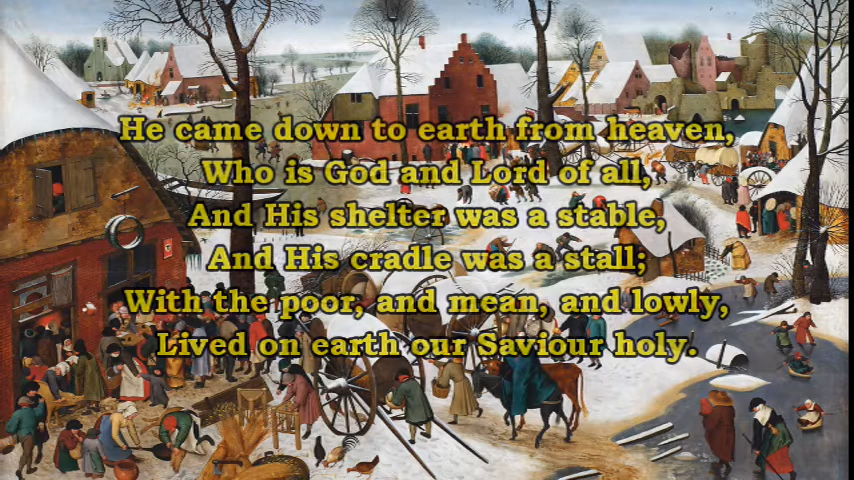 He came down to earth from heaven,
Who is God and Lord of all,
And His shelter was a stable,
And His cradle was a stall;
With the poor, and mean, and lowly,
Lived on earth our Saviour holy.